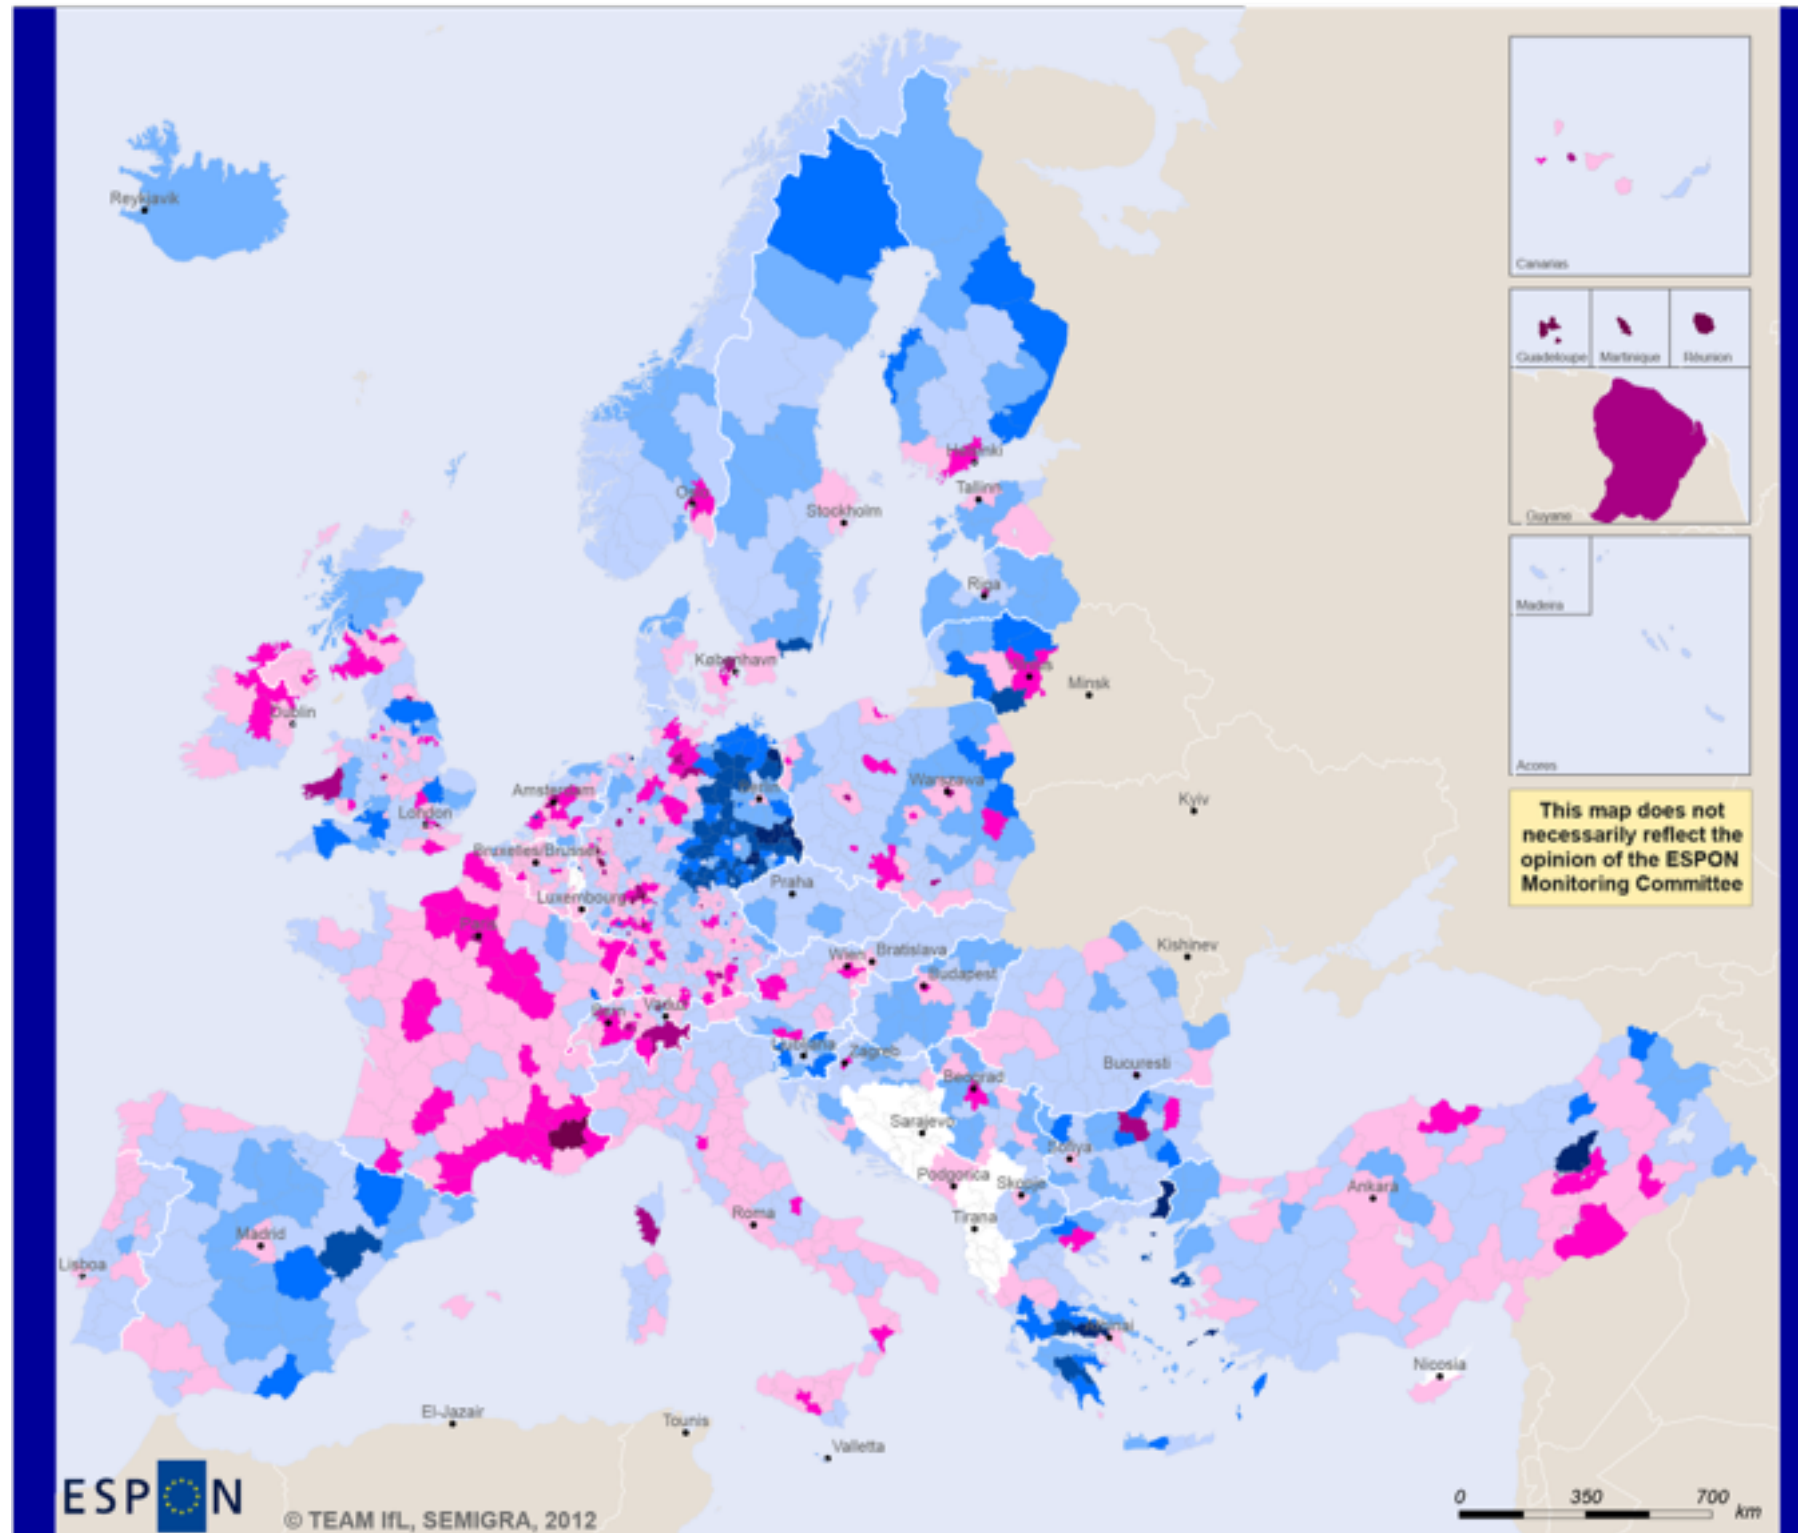 Reykjavik
Canarias
Guadeloupe
Martinique
Réunion
Guyane
Helsinki
Oslo
Tallinn
Stockholm
Riga
Madeira
København
Minsk
Dublin
Acores
Warszawa
Amsterdam
Berlin
London
Kyiv
This map does not
necessarily reflect the
opinion of the ESPON
Monitoring Committee
Bruxelles/Brussel
Praha
Luxembourg
Kishinev
Wien
Bratislava
Budapest
Bern
Vaduz
Ljubljana
Zagreb
Bucuresti
Beograd
Sarajevo
Sofiya
Podgorica
Skopje
Ankara
Madrid
Roma
Tirana
Lisboa
Athinai
Nicosia
El-Jazair
Tounis
Valletta
ESPON
© TEAM IfL, SEMIGRA, 2012
0 350 700
km